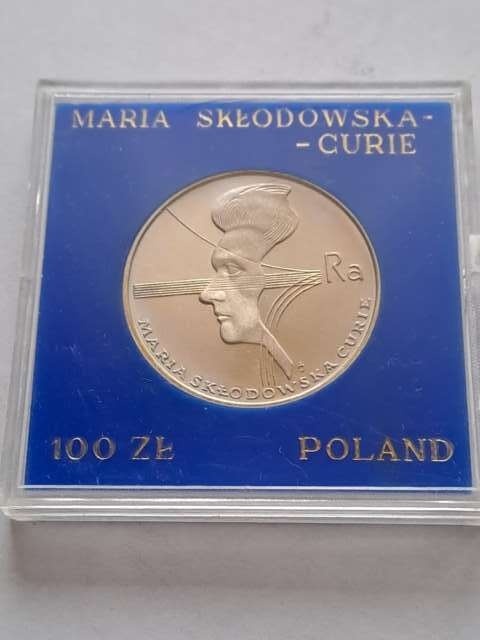 MARIA SKŁODOWSKA-
-CURIE
Ra
MARIA SKŁODOWSKA CURIE
100 ZŁ POLAND